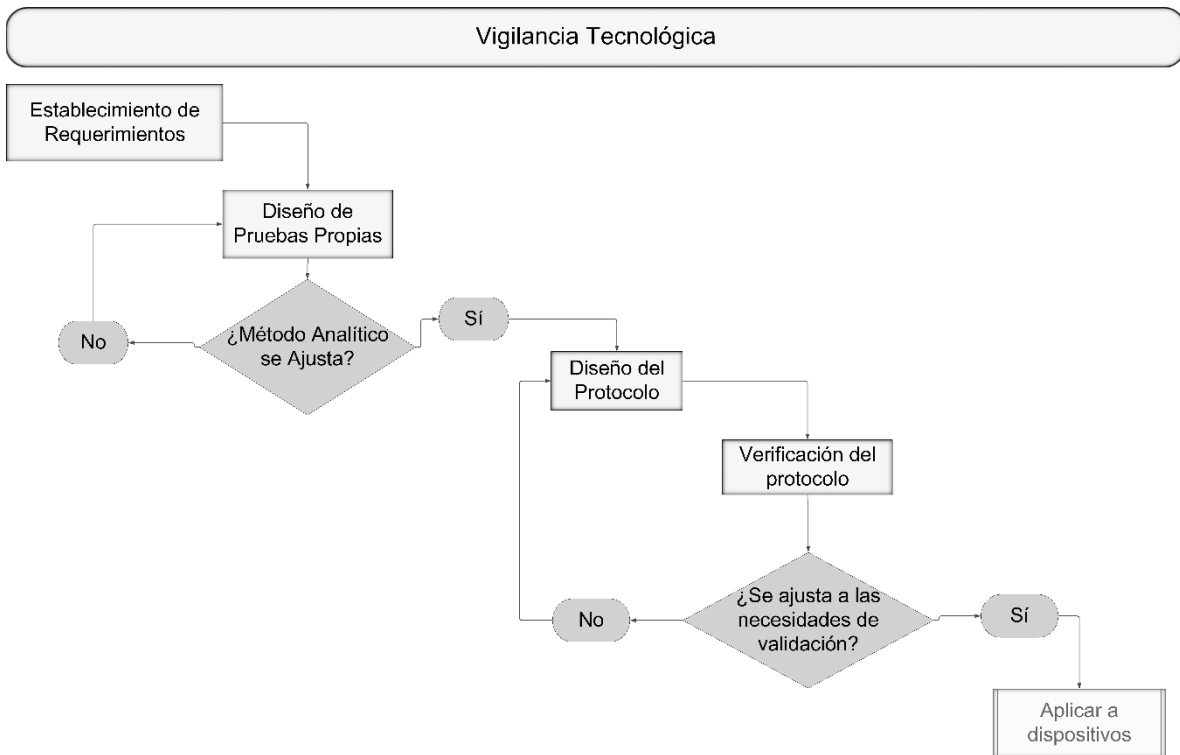 Vigilancia Tecnológica
Establecimiento de
Requerimientos
Diseño de
Pruebas Propias
¿Método Analítico
se Ajusta?
No
Sí
Diseño del
Protocolo
Verificación del
protocolo
¿Se ajusta a las
necesidades de
validación?
No
Sí
Aplicar a
dispositivos